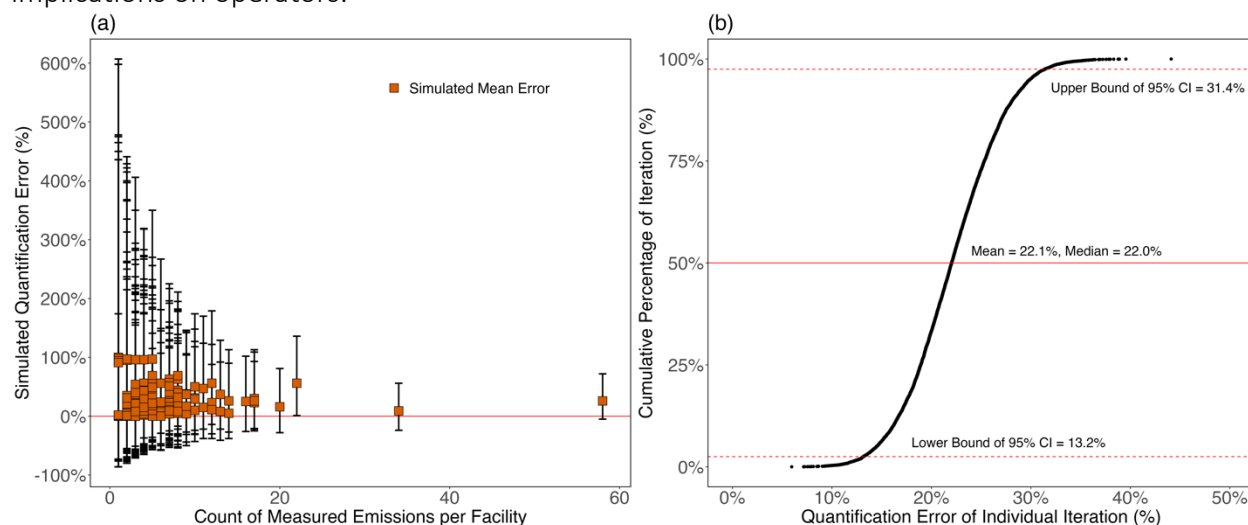 implications on operators.
(a)
(b)
600%
500%
400%
300%
200%
100%
0%
-100%
Simulated Quantification Error (%)
Simulated Mean Error
0
20
40
60
Count of Measured Emissions per Facility
100%
75%
50%
25%
0%
Cumulative Percentage of Iteration (%)
Upper Bound of 95% CI = 31.4%
Mean = 22.1%, Median = 22.0%
Lower Bound of 95% CI = 13.2%
0%
10%
20%
30%
40%
50%
Quantification Error of Individual Iteration (%)